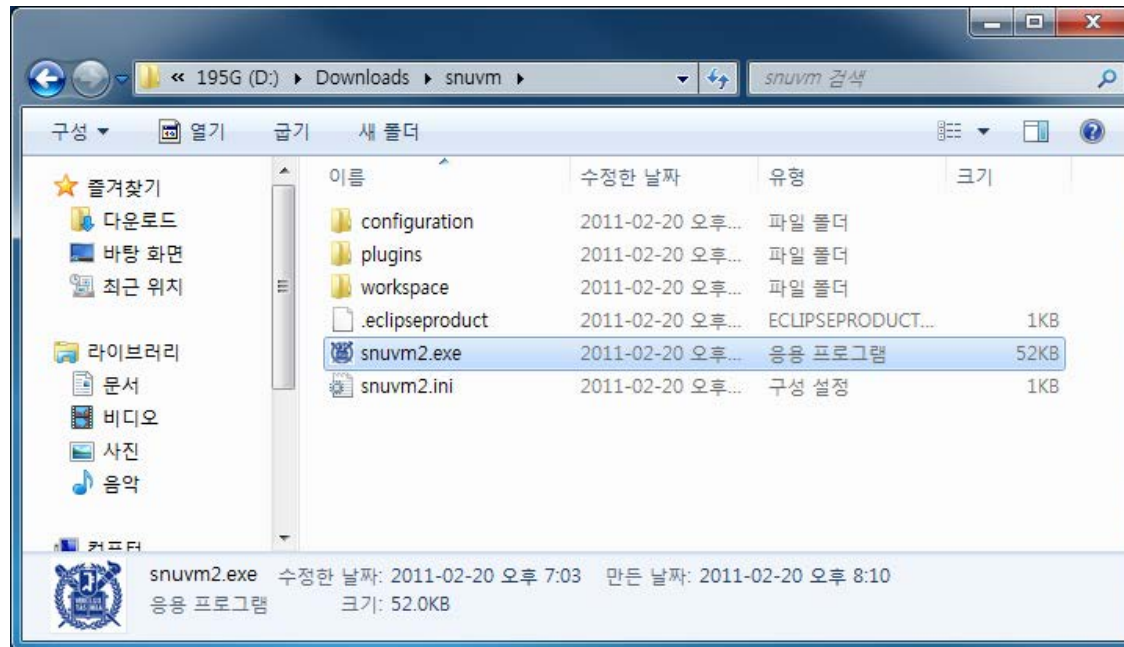 « 195G (D:) ▸ Downloads ▸ snuvm ▸
snuvm 검색
구성 ▼ 열기 굽기 새 폴더
즐겨찾기
다운로드
바탕 화면
최근 위치
라이브러리
문서
비디오
사진
음악
컴퓨터
이름 수정한 날짜 유형 크기
configuration 2011-02-20 오후... 파일 폴더
plugins 2011-02-20 오후... 파일 폴더
workspace 2011-02-20 오후... 파일 폴더
.eclipseproduct 2011-02-20 오후... ECLIPSEPRODUCT... 1KB
snuvm2.exe 2011-02-20 오후... 응용 프로그램 52KB
snuvm2.ini 2011-02-20 오후... 구성 설정 1KB
snuvm2.exe 수정한 날짜: 2011-02-20 오후 7:03 만든 날짜: 2011-02-20 오후 8:10
응용 프로그램 크기: 52.0KB